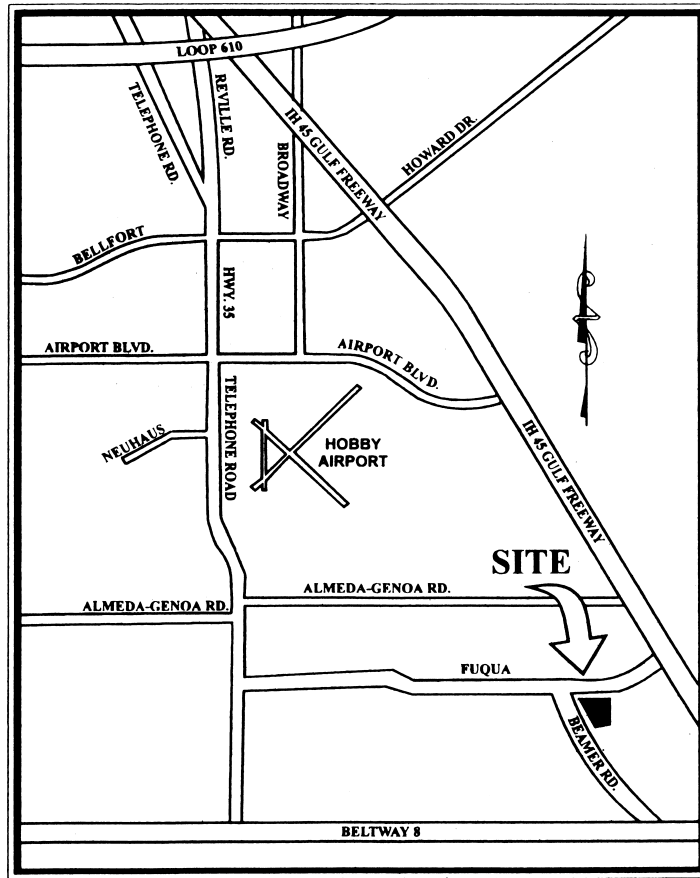 LOOP 610
TELEPHONE RD.
REVILLE RD.
BROADWAY
IH 45 GULF FREEWAY
HOWARD DR.
BELLFORT
HWY. 35
AIRPORT BLVD.
AIRPORT BLVD.
NEUHAUS
TELEPHONE ROAD
HOBBY
AIRPORT
IH 45 GULF FREEWAY
SITE
ALMEDA-GENOA RD.
ALMEDA-GENOA RD.
FUQUA
BEAMER RD.
BELTWAY 8